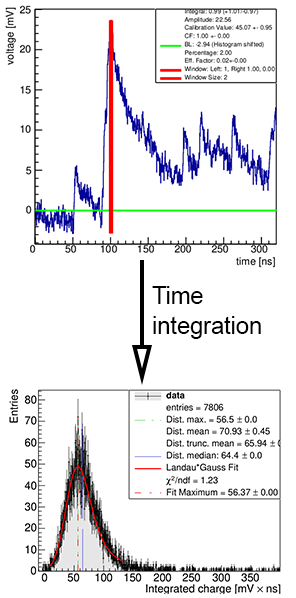 voltage [mV]
25
20
15
10
5
0
Integral: 0.99 (+1.01/-0.97)
Amplitude: 22.56
Calibration Value: 45.07 +- 0.95
CF: 1.00 +- 0.00
BL: -2.94 (Histogram shifted)
Percentage: 2.00
Eff. Factor: 0.02+-0.00
Window: Left: 1, Right 1.00, 0.00
Window Size: 2
0 50 100 150 200 250 300
time [ns]
Time
integration
Entries
80
70
60
50
40
30
20
10
0
data
entries = 7806
Dist. max. = 56.5 ± 0.0
Dist. mean = 70.93 ± 0.45
Dist. trunc. mean = 65.94 ±
Dist. median: 64.4 ± 0.0
Landau*Gauss Fit
χ²/ndf = 1.23
Fit Maximum = 56.37 ± 0.00
0 50 100 150 200 250 300 350 400
Integrated charge [mV × ns]